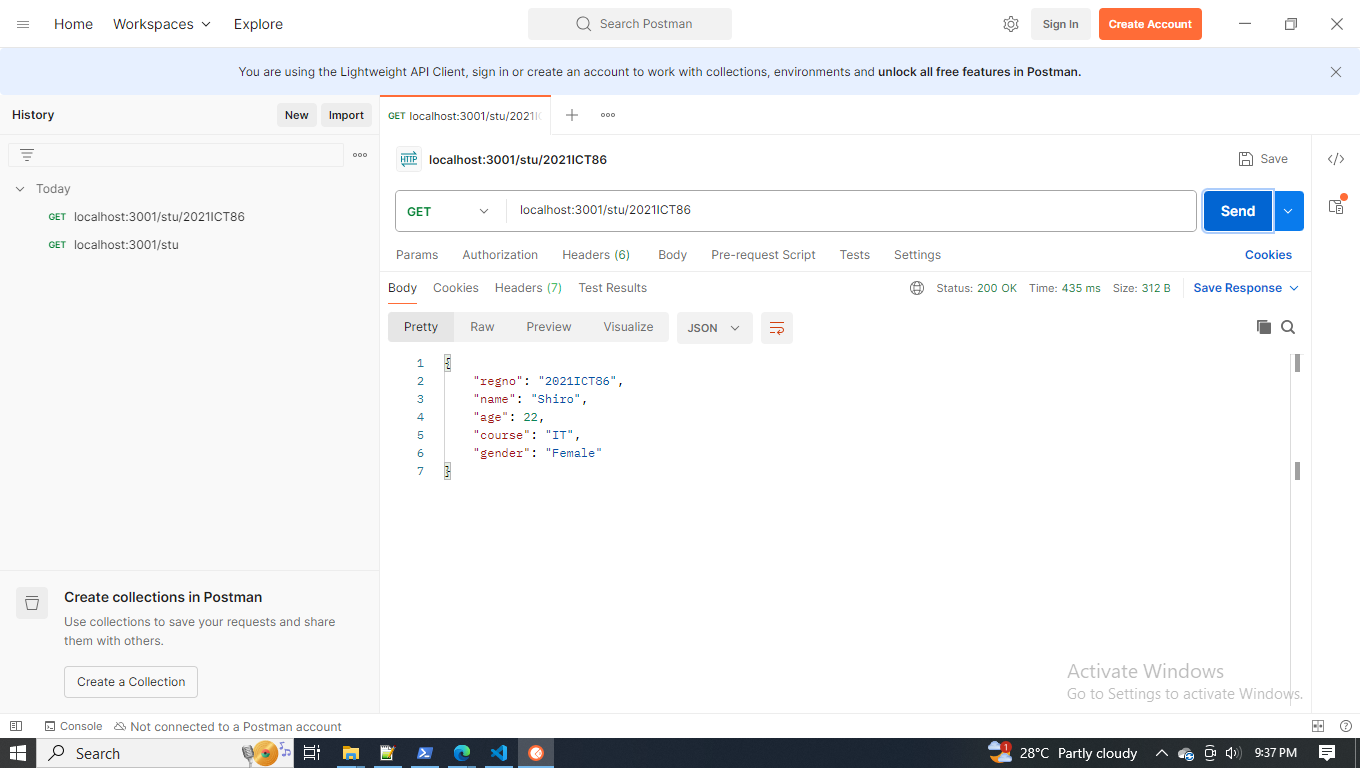 Home Workspaces Explore Search Postman Sign In Create Account
You are using the Lightweight API Client, sign in or create an account to work with collections, environments and unlock all free features in Postman.
History New Import
GET localhost:3001/stu/2021IC
Today
GET localhost:3001/stu/2021ICT86
GET localhost:3001/stu
HTTP localhost:3001/stu/2021ICT86 Save
GET localhost:3001/stu/2021ICT86 Send
Params Authorization Headers (6) Body Pre-request Script Tests Settings Cookies
Body Cookies Headers (7) Test Results Status: 200 OK Time: 435 ms Size: 312 B Save Response
Pretty Raw Preview Visualize JSON
1 {
2 "regno": "2021ICT86",
3 "name": "Shiro",
4 "age": 22,
5 "course": "IT",
6 "gender": "Female"
7 }
Create collections in Postman
Use collections to save your requests and share
them with others.
Create a Collection
Activate Windows
Go to Settings to activate Windows.
Console Not connected to a Postman account
Search 1 28°C Partly cloudy 9:37 PM